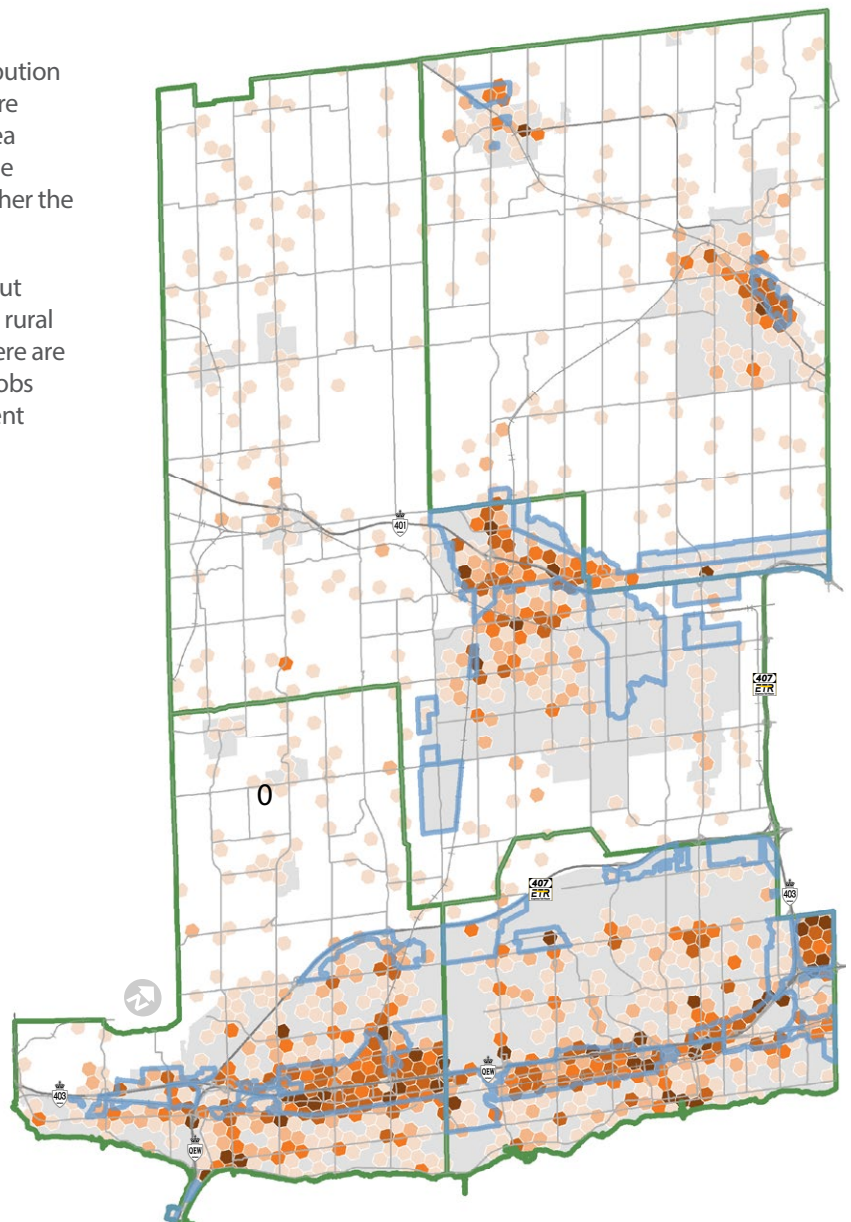 bution
re
ea
e
her the
ut
rural
ere are
obs
ent
401
407
ETR
0
407
ETR
403
N
QEW
403
QEW